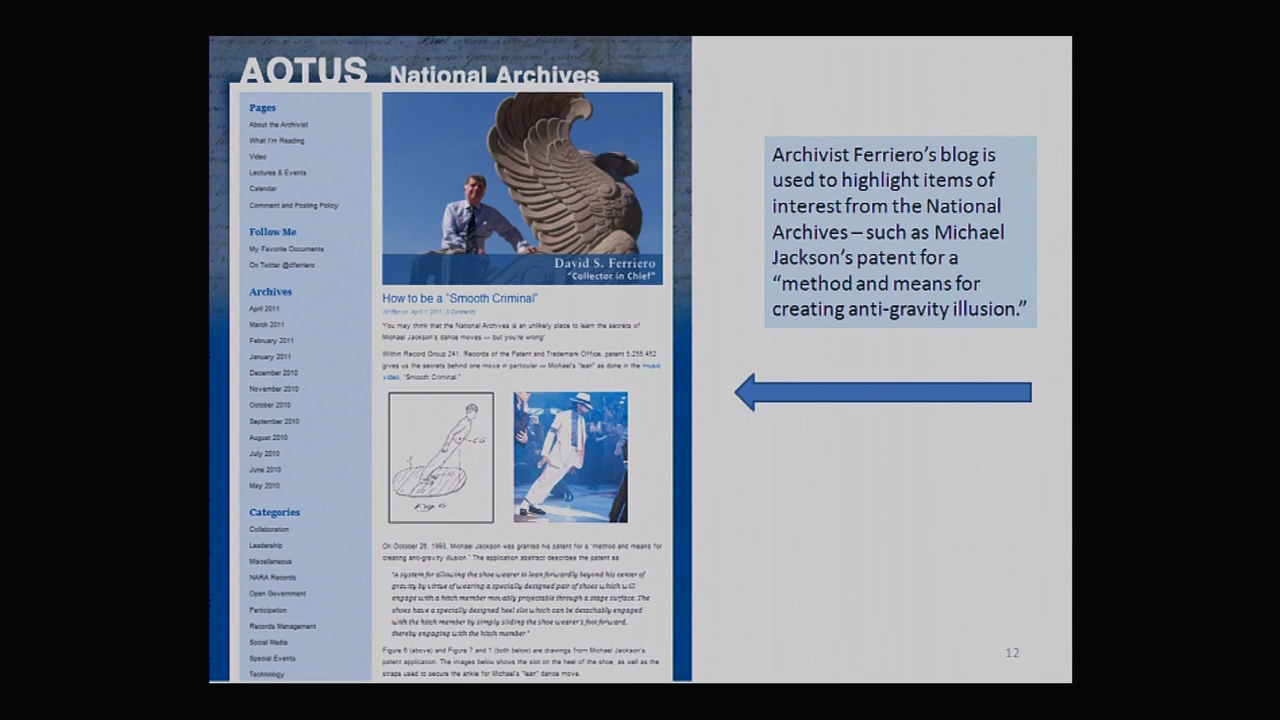 AOTUS National Archives
Pages
About the Archivist
What I'm Reading
Video
Lectures & Events
Calendar
Comment and Posting Policy
Follow Me
My Favorite Documents
On Twitter @dferriero
Archives
April 2011
March 2011
February 2011
January 2011
December 2010
November 2010
October 2010
September 2010
August 2010
July 2010
June 2010
May 2010
Categories
Collaboration
Leadership
Miscellaneous
NARA Records
Open Government
Participation
Records Management
Social Media
Special Events
Technology
David S. Ferriero
"Collector in Chief"
How to be a "Smooth Criminal"
Written on April 1, 2011, 3 Comments
You may think that the National Archives is an unlikely place to learn the secrets of
Michael Jackson's dance moves — but you're wrong!
Within Record Group 241, Records of the Patent and Trademark Office, patent 5,255,452
gives us the secrets behind one move in particular — Michael's "lean" as done in the music
video, "Smooth Criminal."
Fig. 6
On October 26, 1993, Michael Jackson was granted his patent for a "method and means for
creating anti-gravity illusion." The application abstract describes the patent as:
"A system for allowing the shoe wearer to lean forwardly beyond his center of
gravity by virtue of wearing a specially designed pair of shoes which will
engage with a hitch member movably projectable through a stage surface. The
shoes have a specially designed heel slot which can be detachably engaged
with the hitch member by simply sliding the shoe wearer's foot forward,
thereby engaging with the hitch member."
Figure 6 (above) and Figure 7 and 1 (both below) are drawings from Michael Jackson's
patent application. The images below shows the slot on the heel of the shoe, as well as the
straps used to secure the ankle for Michael's "lean" dance move.
Archivist Ferriero's blog is
used to highlight items of
interest from the National
Archives – such as Michael
Jackson's patent for a
"method and means for
creating anti-gravity illusion."
12